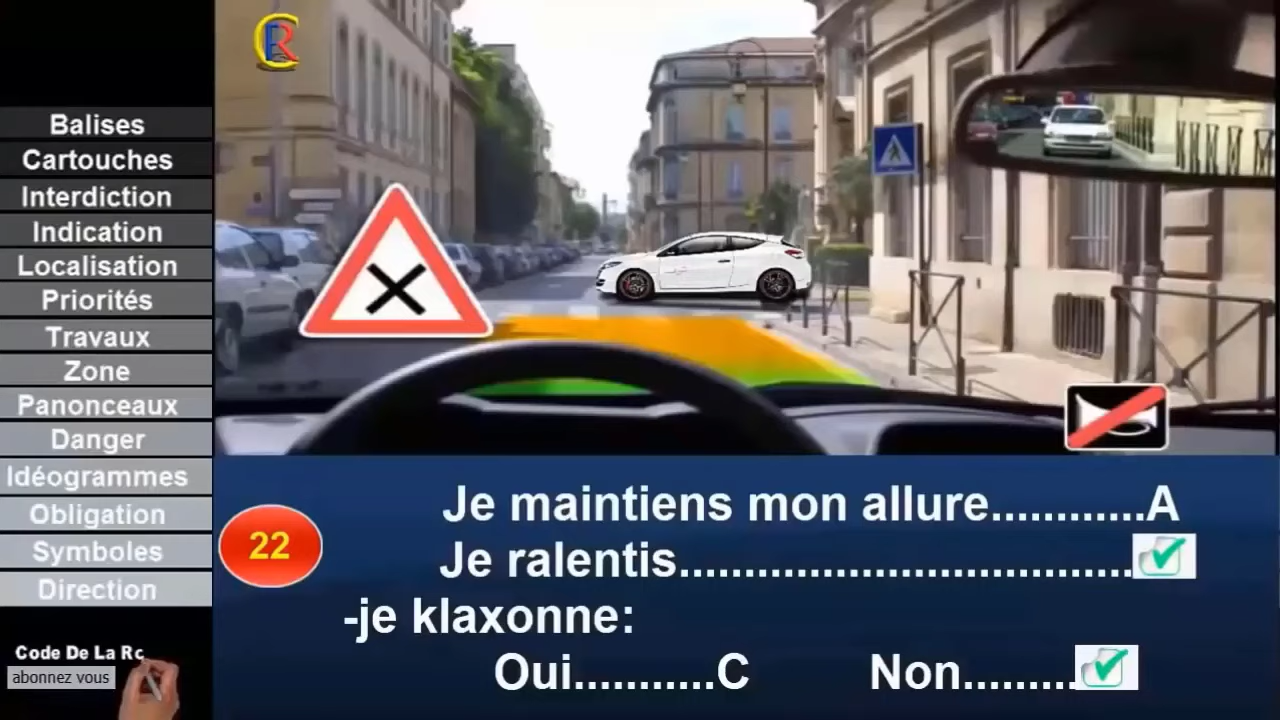 Balises
Cartouches
Interdiction
Indication
Localisation
Priorités
Travaux
Zone
Panonceaux
Danger
Idéogrammes
Obligation
Symboles
Direction
Code De La Rc
abonnez vous
CR
22
Je maintiens mon allure............A
Je ralentis...................................
-je klaxonne:
Oui...........C Non.........